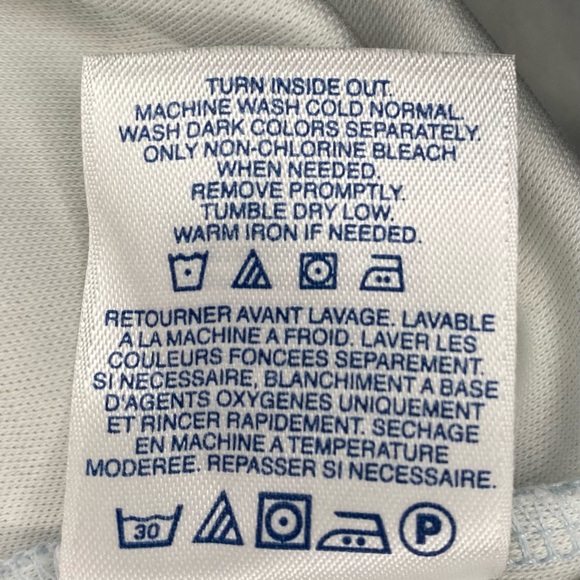 TURN INSIDE OUT.
MACHINE WASH COLD NORMAL.
WASH DARK COLORS SEPARATELY.
ONLY NON-CHLORINE BLEACH
WHEN NEEDED.
REMOVE PROMPTLY.
TUMBLE DRY LOW.
WARM IRON IF NEEDED.
RETOURNER AVANT LAVAGE. LAVABLE
A LA MACHINE A FROID. LAVER LES
COULEURS FONCEES SEPAREMENT.
SI NECESSAIRE, BLANCHIMENT A BASE
D'AGENTS OXYGENES UNIQUEMENT
ET RINCER RAPIDEMENT. SECHAGE
EN MACHINE A TEMPERATURE
MODEREE. REPASSER SI NECESSAIRE.
30 P